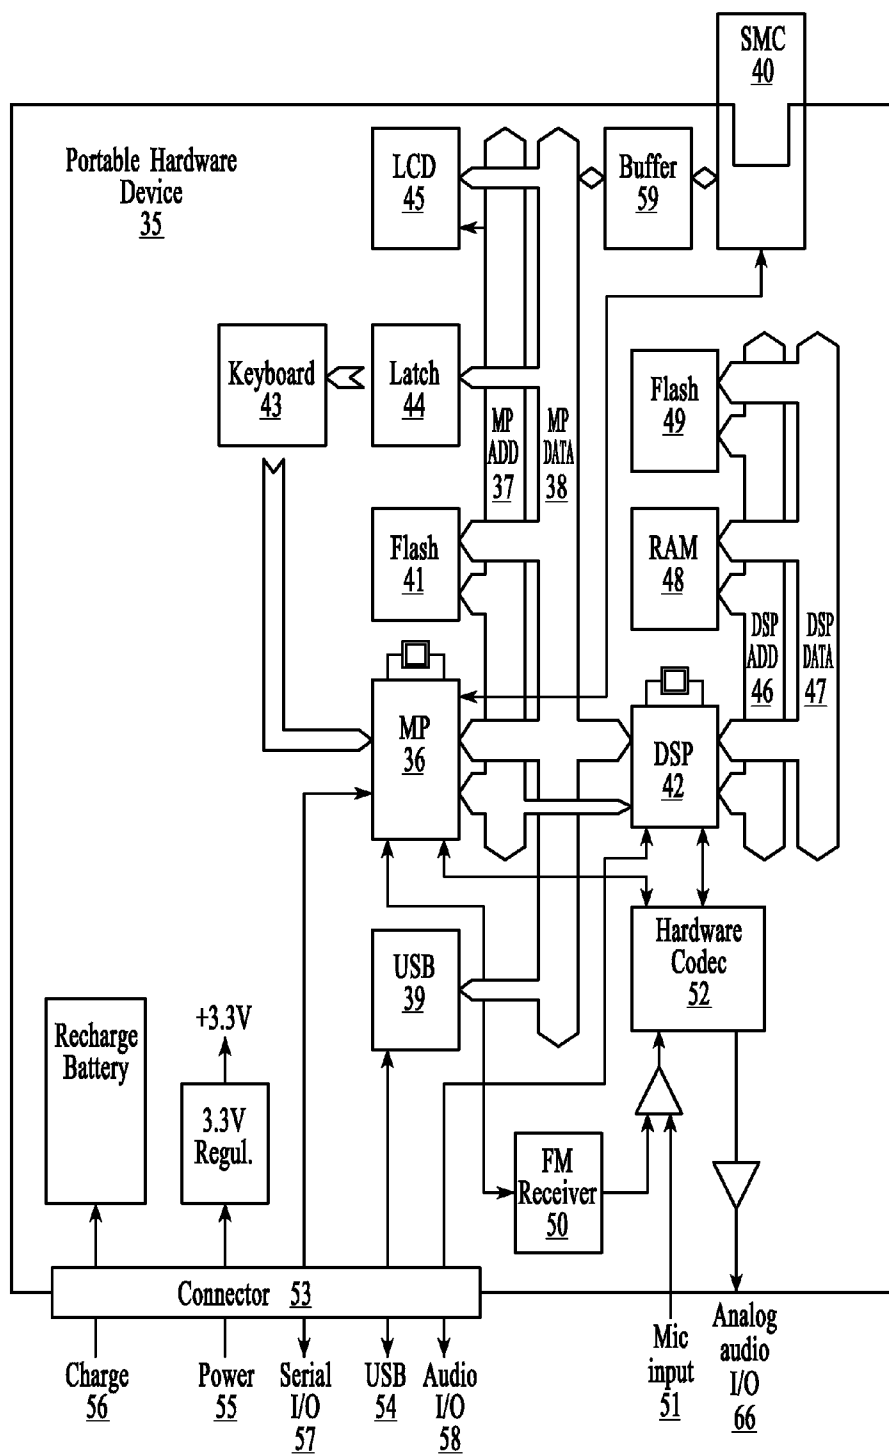 SMC
40
Portable Hardware
Device
35
LCD
45
Buffer
59
Keyboard
43
Latch
44
Flash
49
MP
ADD
37
MP
DATA
38
Flash
41
RAM
48
DSP
ADD
46
DSP
DATA
47
MP
36
DSP
42
USB
39
Hardware
Codec
52
Recharge
Battery
+3.3V
3.3V
Regul.
FM
Receiver
50
Connector 53
Charge
56
Power
55
Serial
I/O
57
USB
54
Audio
I/O
58
Mic
input
51
Analog
audio
I/O
66